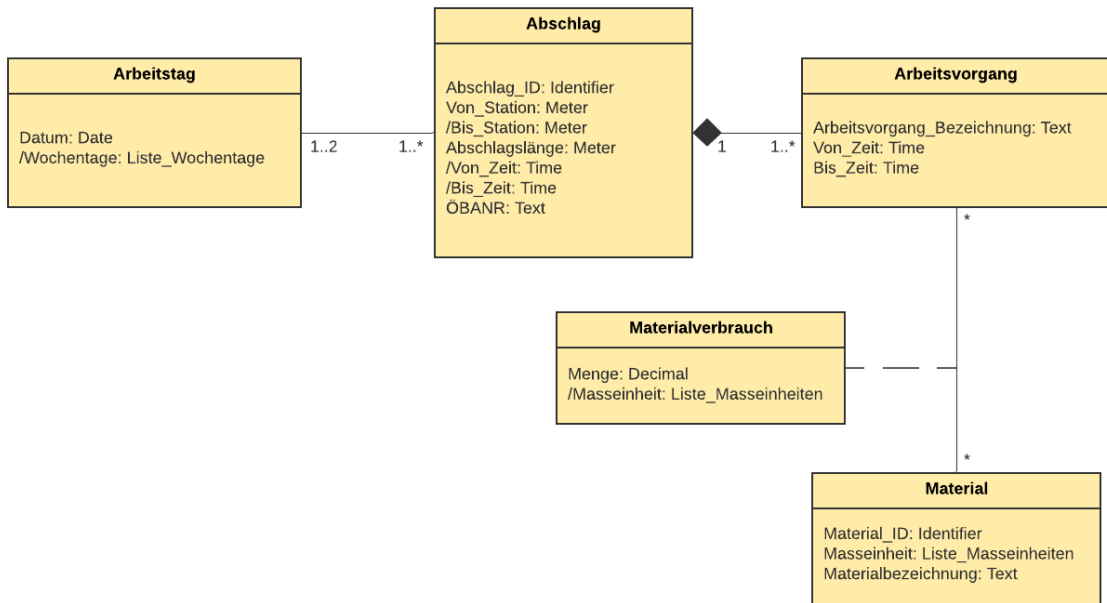 Abschlag
Abschlag_ID: Identifier
Von_Station: Meter
/Bis_Station: Meter
Abschlagslänge: Meter
/Von_Zeit: Time
/Bis_Zeit: Time
ÖBANR: Text
Arbeitstag
Datum: Date
/Wochentage: Liste_Wochentage
1..2
1..*
Arbeitsvorgang
Arbeitsvorgang_Bezeichnung: Text
Von_Zeit: Time
Bis_Zeit: Time
1
1..*
*
Materialverbrauch
Menge: Decimal
/Masseinheit: Liste_Masseinheiten
*
Material
Material_ID: Identifier
Masseinheit: Liste_Masseinheiten
Materialbezeichnung: Text